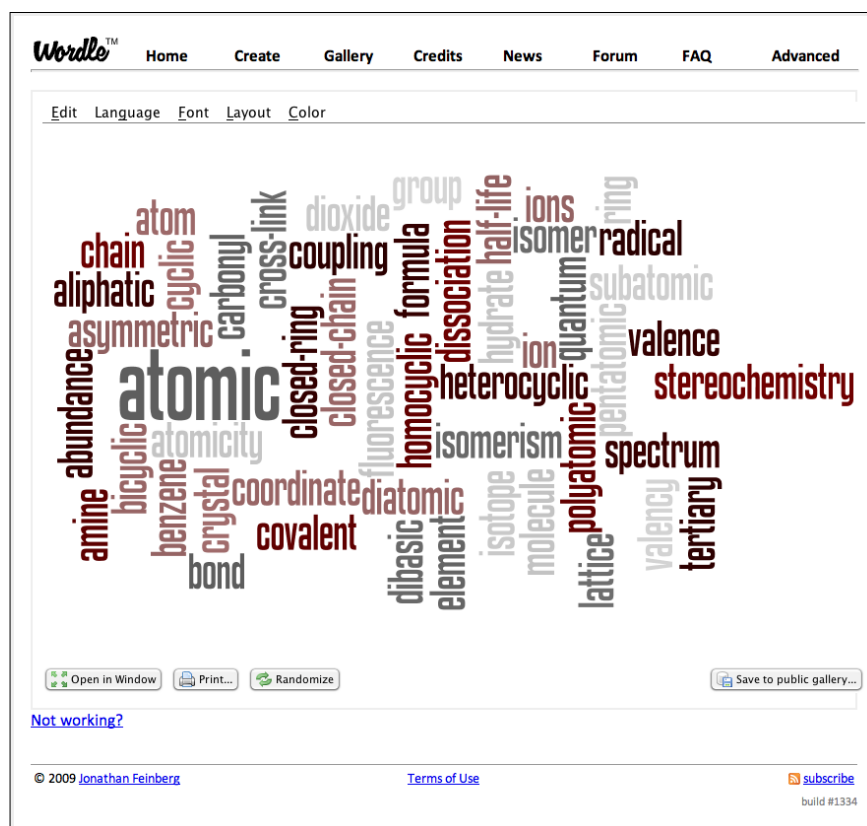 Wordle™ Home Create Gallery Credits News Forum FAQ Advanced
Edit Language Font Layout Color
group
dioxide
half-life
ions
ring
atom
cross-link
carbonyl
chain
cyclic
coupling
formula
dissociation
isomer
radical
aliphatic
hydrate
quantum
subatomic
asymmetric
closed-ring
closed-chain
fluorescence
ion
pentatomic
valence
abundance
atomic
homocyclic
heterocyclic
stereochemistry
bicyclic
atomicity
isomerism
polyatomic
spectrum
amine
benzene
crystal
coordinate
diatomic
isotope
molecule
valency
tertiary
covalent
bond
dibasic
element
lattice
Open in Window Print... Randomize Save to public gallery...
Not working?
© 2009 Jonathan Feinberg Terms of Use subscribe
build #1334